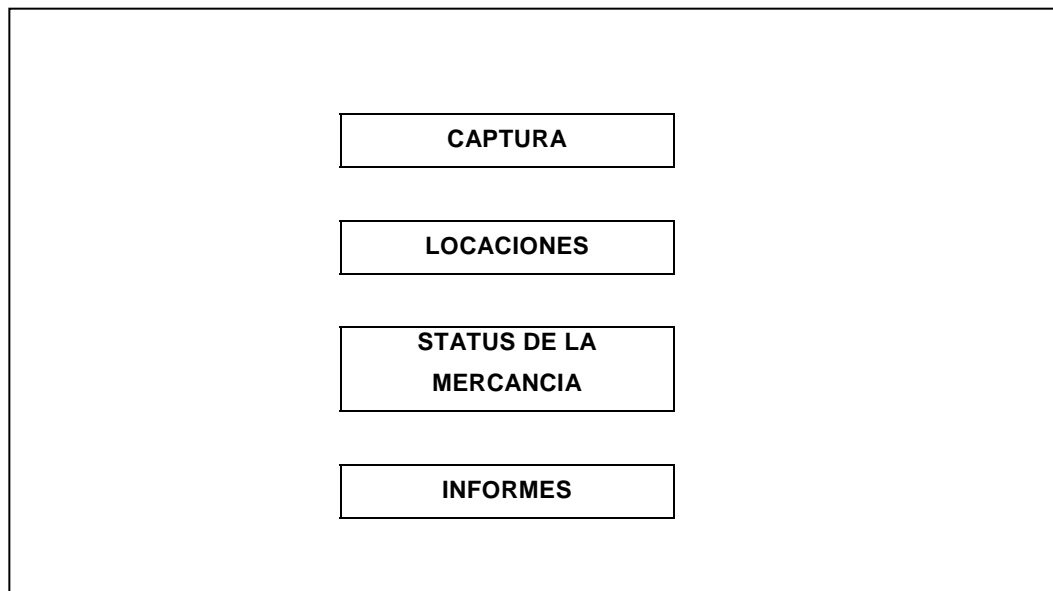 CAPTURA
LOCACIONES
STATUS DE LA
MERCANCIA
INFORMES